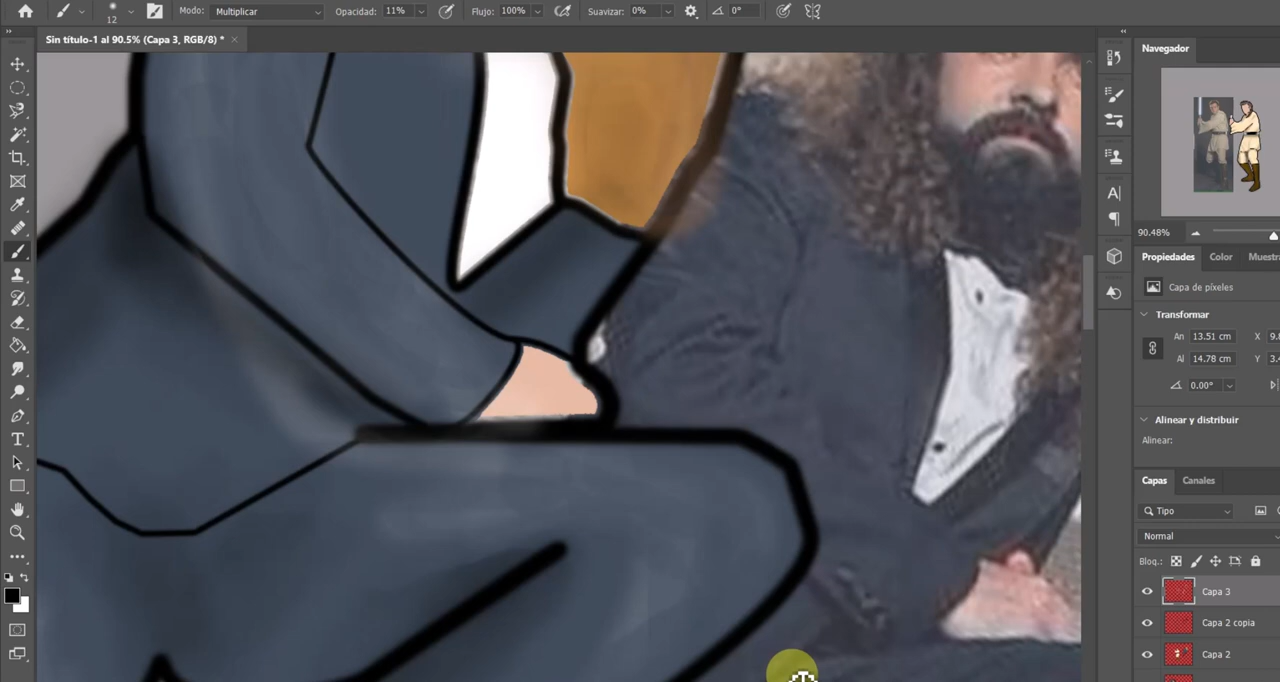 12
Modo: Multiplicar
Opacidad: 11%
Flujo: 100%
Suavizar: 0%
0°
Sin título-1 al 90.5% (Capa 3, RGB/8) *
Navegador
90.48%
Propiedades Color
Capa de píxeles
Transformar
An 13.51 cm X
Al 14.78 cm Y
0.00°
Alinear y distribuir
Alinear:
Capas Canales
Tipo
Normal
Bloq.:
Capa 3
Capa 2 copia
Capa 2